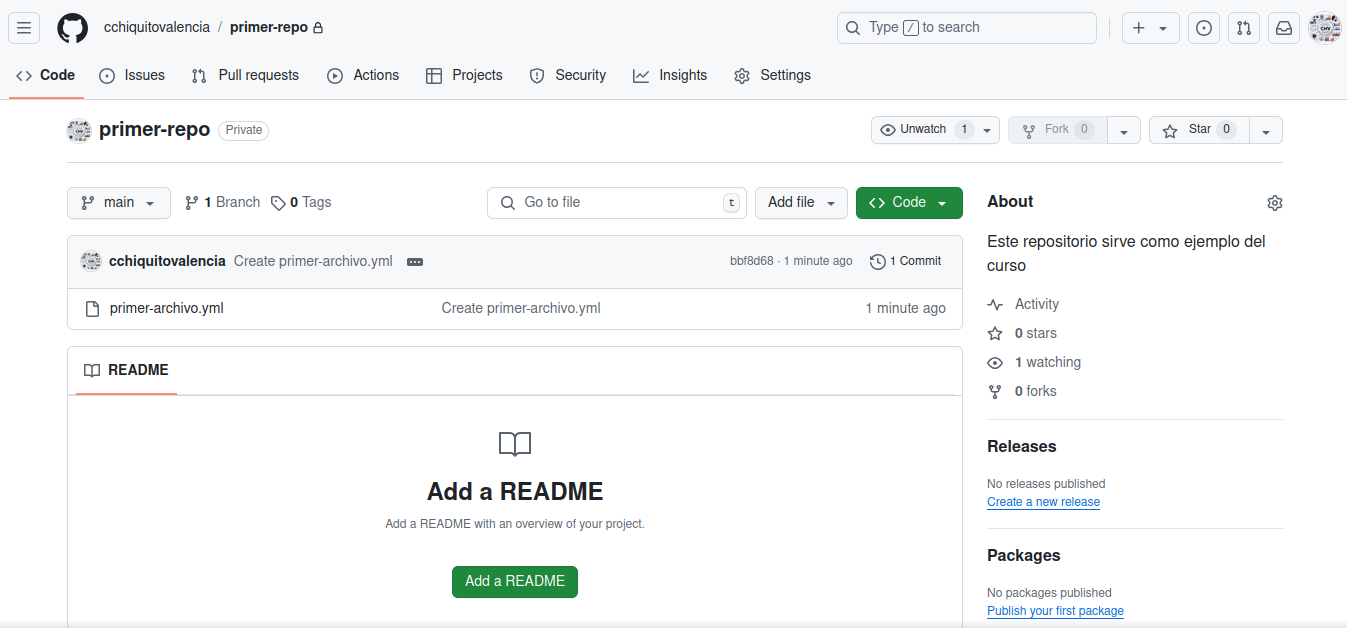 cchiquitovalencia / primer-repo
Type / to search
Code Issues Pull requests Actions Projects Security Insights Settings
primer-repo Private
Unwatch 1 Fork 0 Star 0
main 1 Branch 0 Tags
Go to file t Add file Code
cchiquitovalencia Create primer-archivo.yml bbf8d68 · 1 minute ago 1 Commit
primer-archivo.yml Create primer-archivo.yml 1 minute ago
README
Add a README
Add a README with an overview of your project.
Add a README
About
Este repositorio sirve como ejemplo del
curso
Activity
0 stars
1 watching
0 forks
Releases
No releases published
Create a new release
Packages
No packages published
Publish your first package